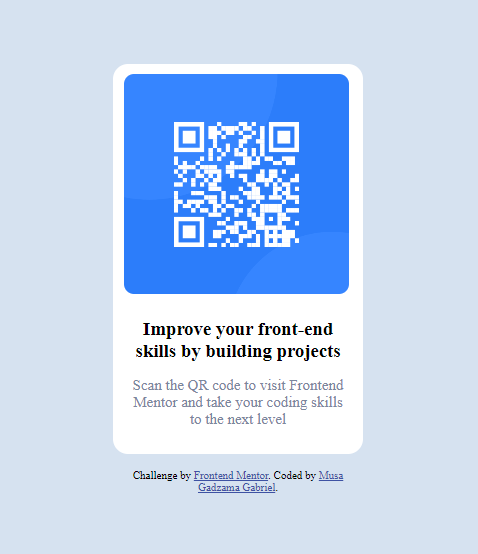 Improve your front-end
skills by building projects
Scan the QR code to visit Frontend
Mentor and take your coding skills
to the next level
Challenge by Frontend Mentor. Coded by Musa
Gadzama Gabriel.